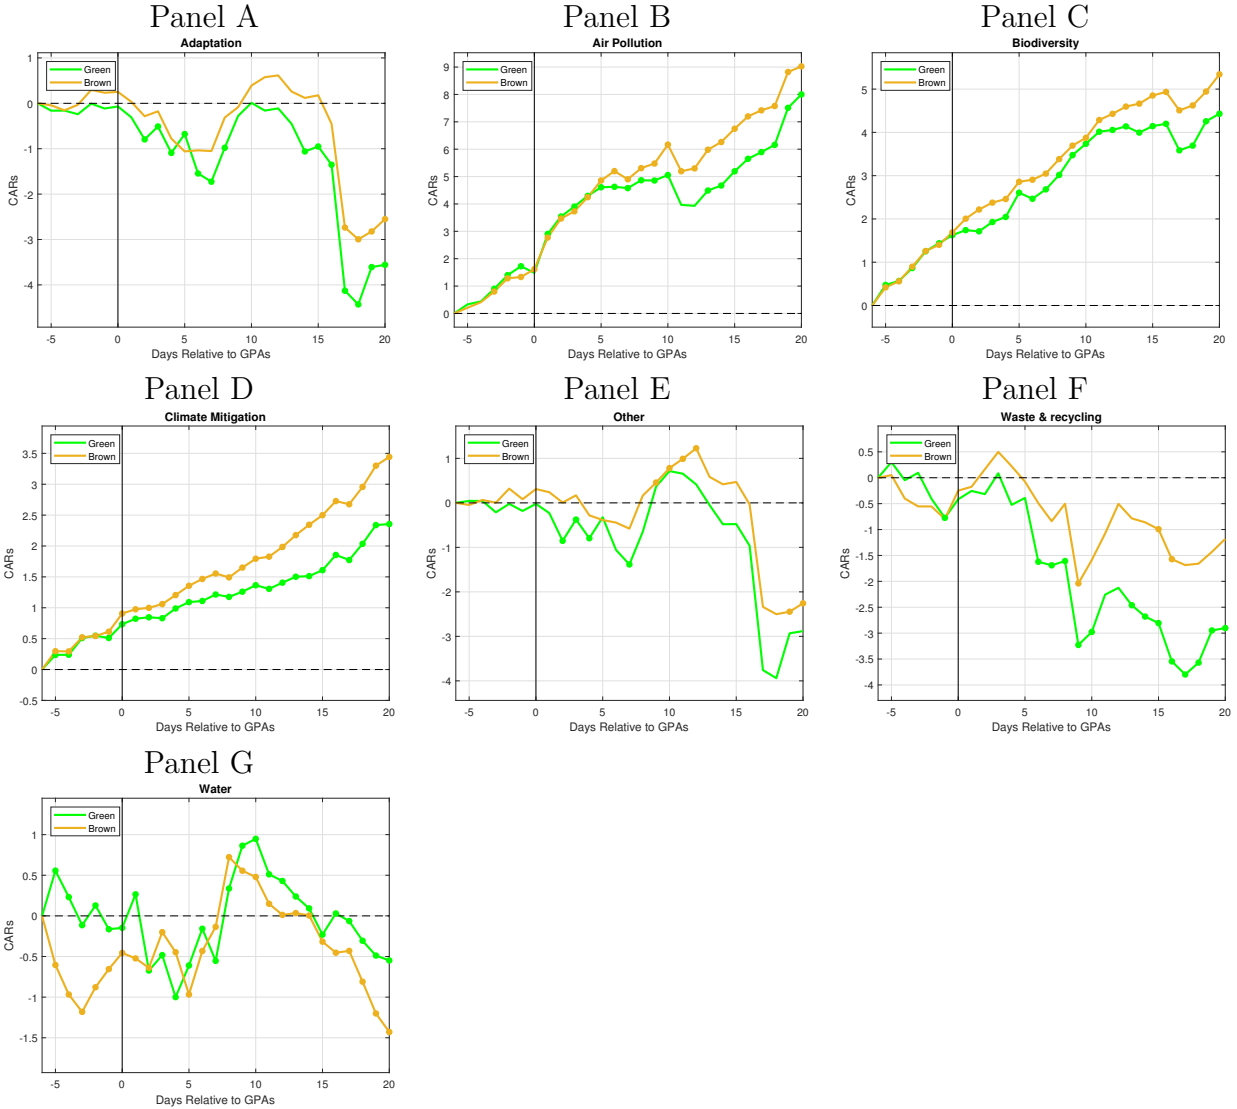 Panel A
Adaptation
Green
Brown
1
0
-1
-2
-3
-4
CARs
-5
0
5
10
15
20
Days Relative to GPAs
Panel B
Air Pollution
Green
Brown
9
8
7
6
5
4
3
2
1
0
CARs
-5
0
5
10
15
20
Days Relative to GPAs
Panel C
Biodiversity
Green
Brown
5
4
3
2
1
0
CARs
-5
0
5
10
15
20
Days Relative to GPAs
Panel D
Climate Mitigation
Green
Brown
3.5
3
2.5
2
1.5
1
0.5
0
-0.5
CARs
-5
0
5
10
15
20
Days Relative to GPAs
Panel E
Other
Green
Brown
1
0
-1
-2
-3
-4
CARs
-5
0
5
10
15
20
Days Relative to GPAs
Panel F
Waste & recycling
Green
Brown
0.5
0
-0.5
-1
-1.5
-2
-2.5
-3
-3.5
-4
CARs
-5
0
5
10
15
20
Days Relative to GPAs
Panel G
Water
Green
Brown
1
0.5
0
-0.5
-1
-1.5
CARs
-5
0
5
10
15
20
Days Relative to GPAs